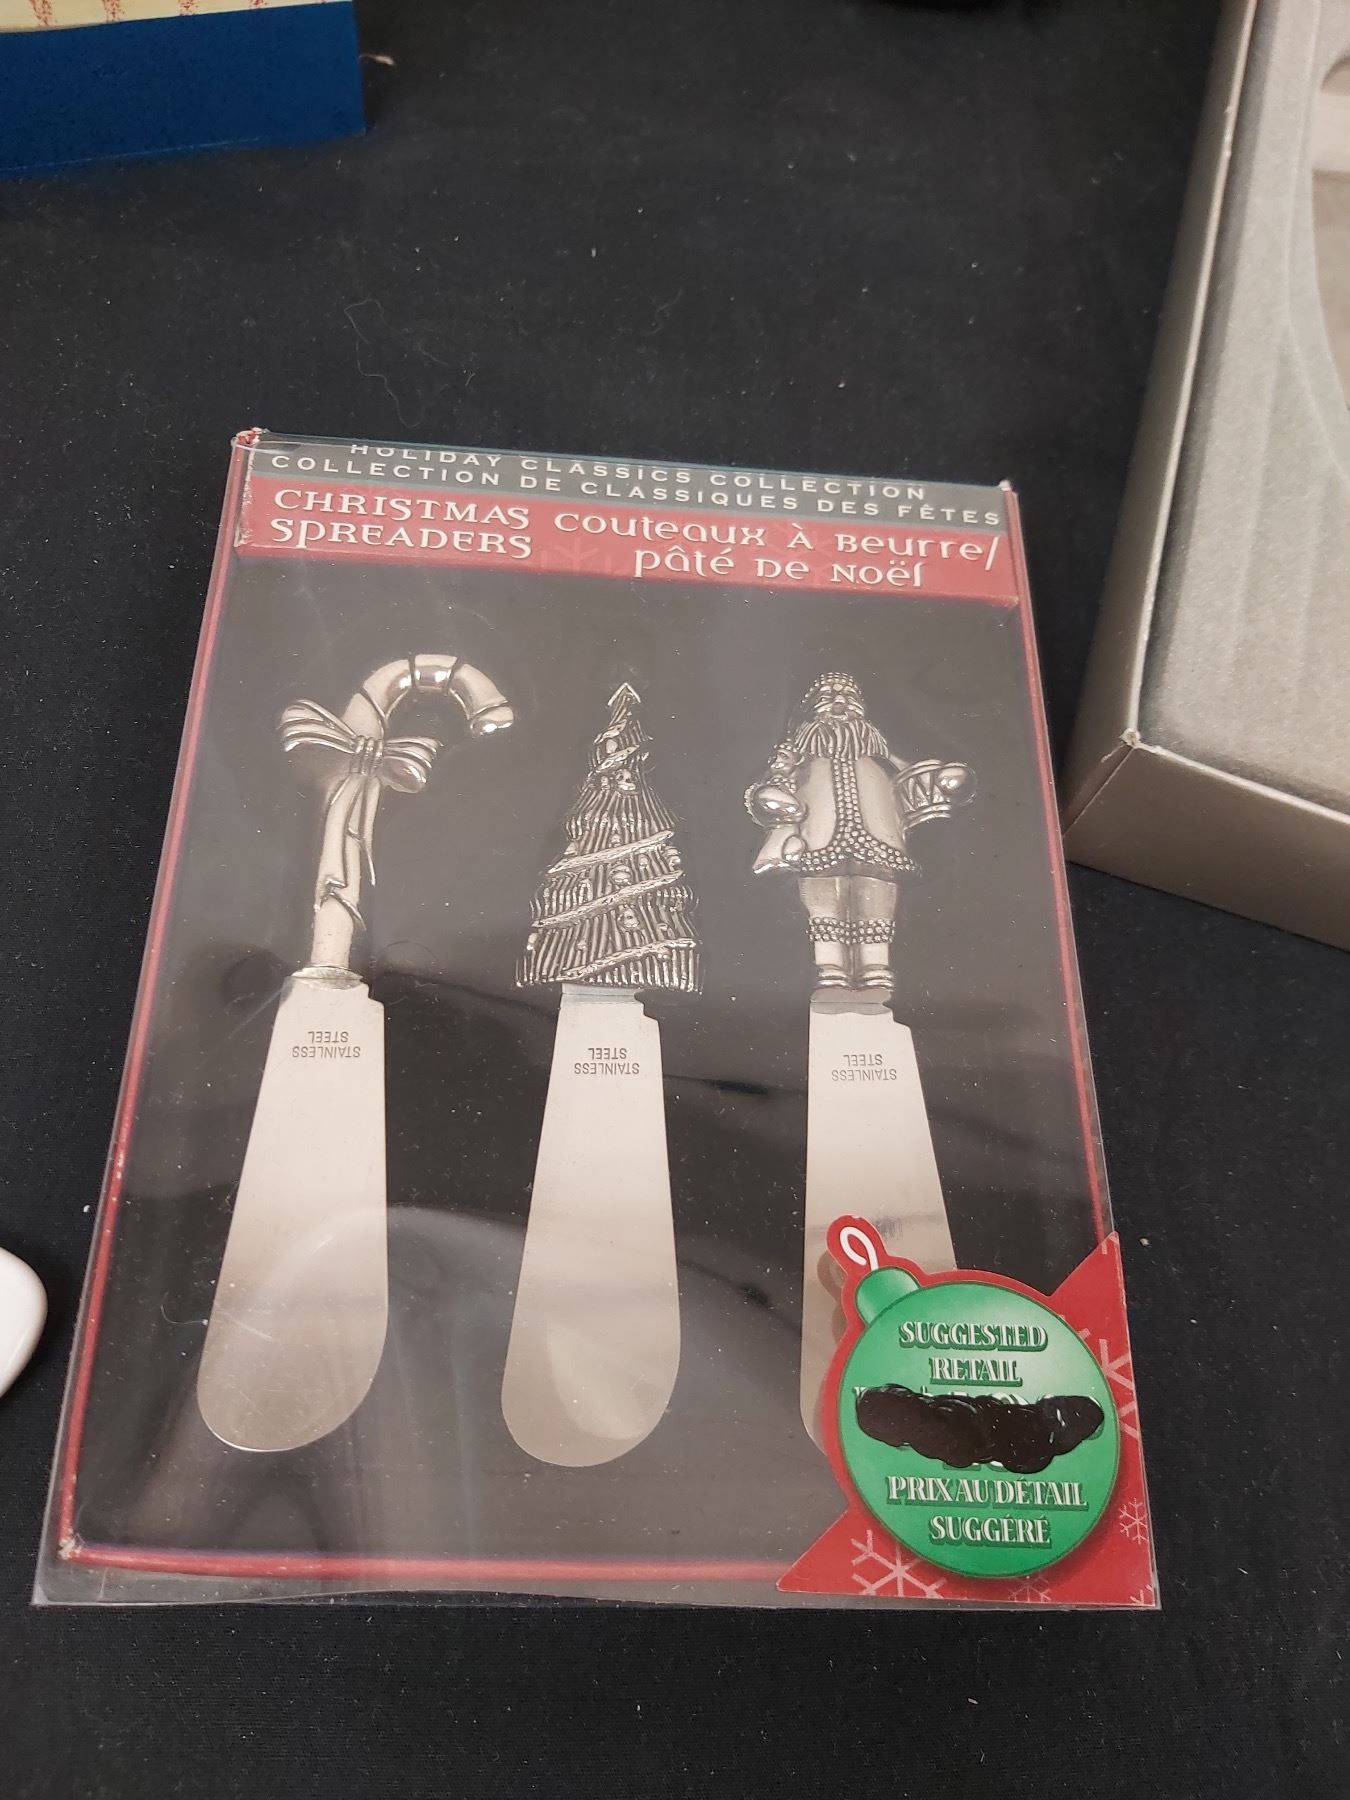 HOLIDAY CLASSICS COLLECTION
COLLECTION DE CLASSIQUES DES FÊTES
CHRISTMAS
SPREADERS
COUTEAUX À BEURRE/
PÂTÉ DE NOËL
STAINLESS
STEEL
STAINLESS
STEEL
STAINLESS
STEEL
SUGGESTED
RETAIL
PRIX AU DÉTAIL
SUGGÉRÉ